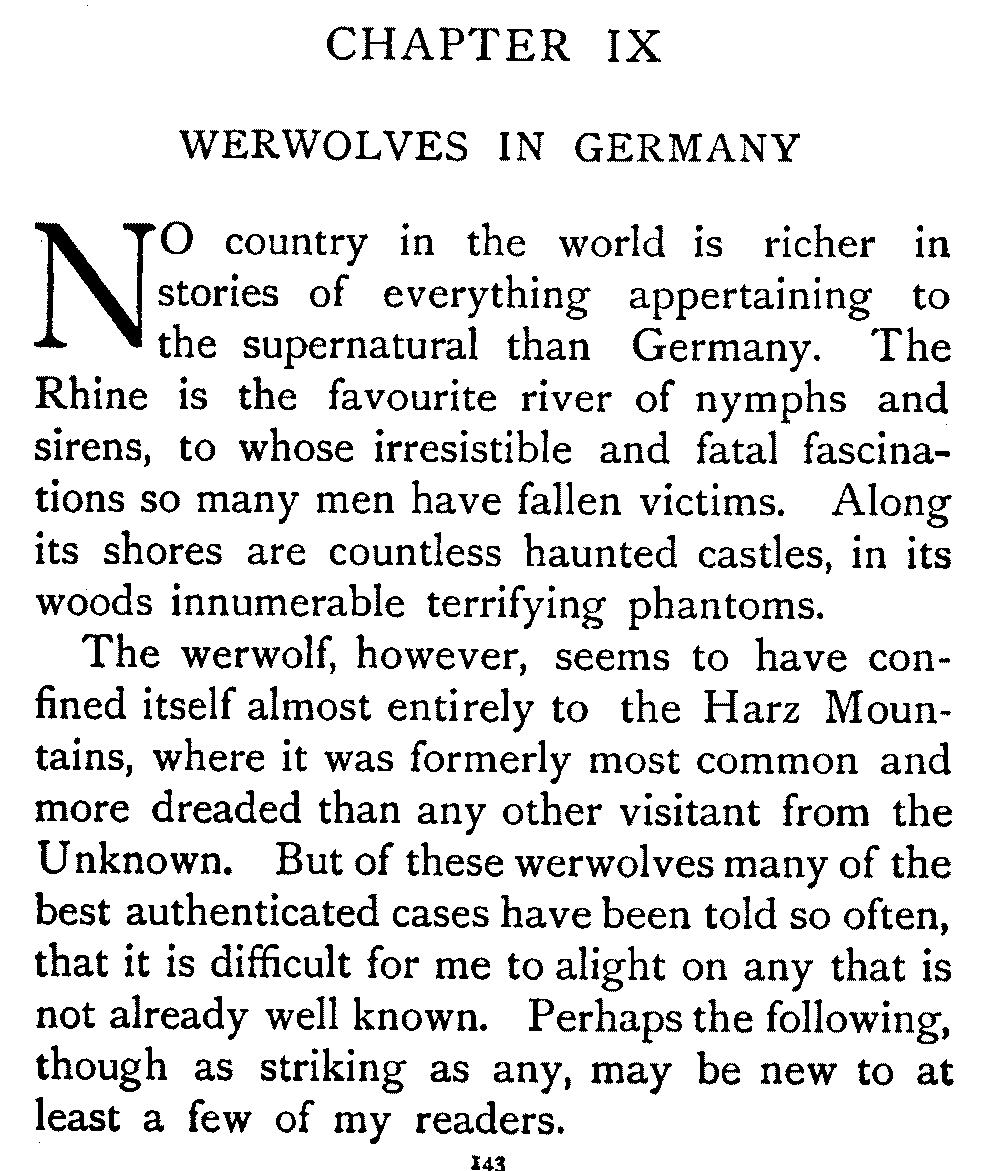 CHAPTER IX
WERWOLVES IN GERMANY
NO country in the world is richer in
stories of everything appertaining to
the supernatural than Germany. The
Rhine is the favourite river of nymphs and
sirens, to whose irresistible and fatal fascina-
tions so many men have fallen victims. Along
its shores are countless haunted castles, in its
woods innumerable terrifying phantoms.
The werwolf, however, seems to have con-
fined itself almost entirely to the Harz Moun-
tains, where it was formerly most common and
more dreaded than any other visitant from the
Unknown. But of these werwolves many of the
best authenticated cases have been told so often,
that it is difficult for me to alight on any that is
not already well known. Perhaps the following,
though as striking as any, may be new to at
least a few of my readers.
143